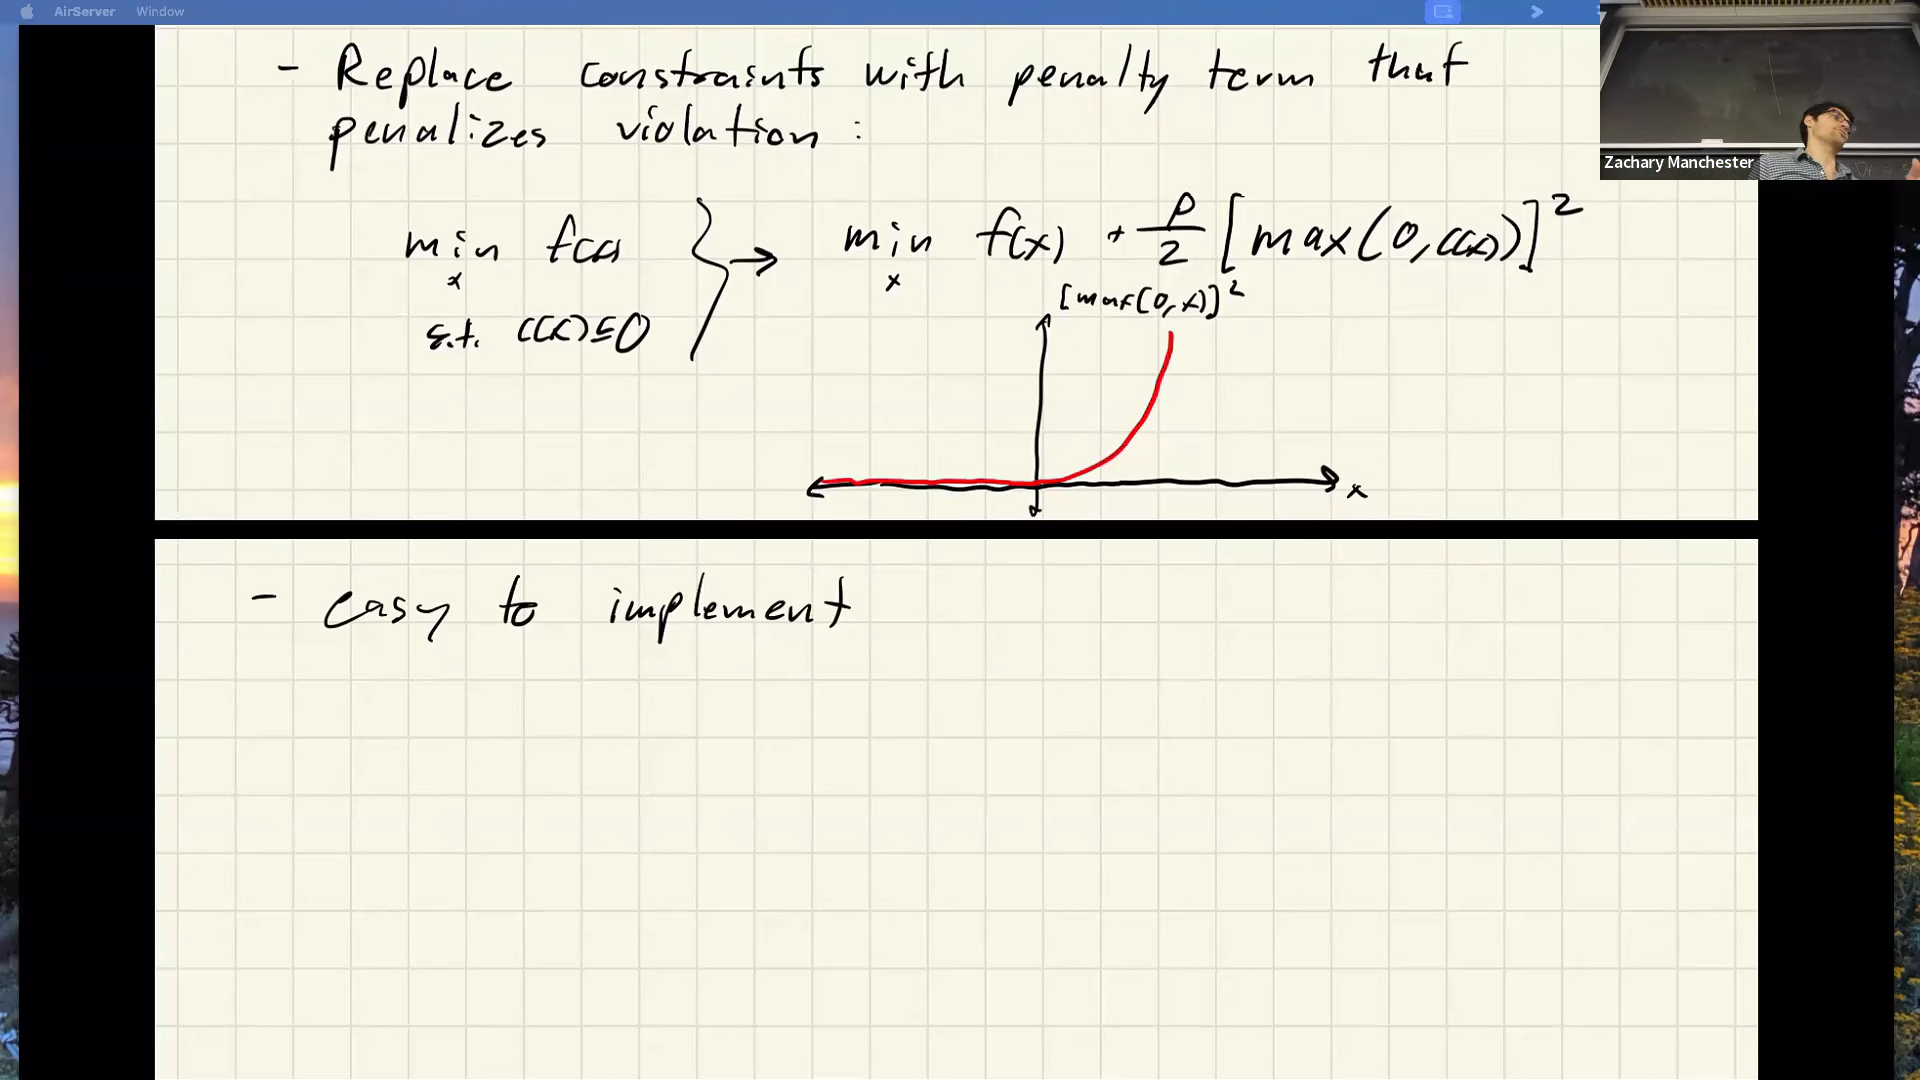 AirServer Window
- Replace constraints with penalty term that
penalizes violation :
min f(x) } → min f(x) + ρ/2 [max(0, c(x))]²
x x
s.t. c(x) ≤ 0
[max(0, x)]²
x
- easy to implement
Zachary Manchester